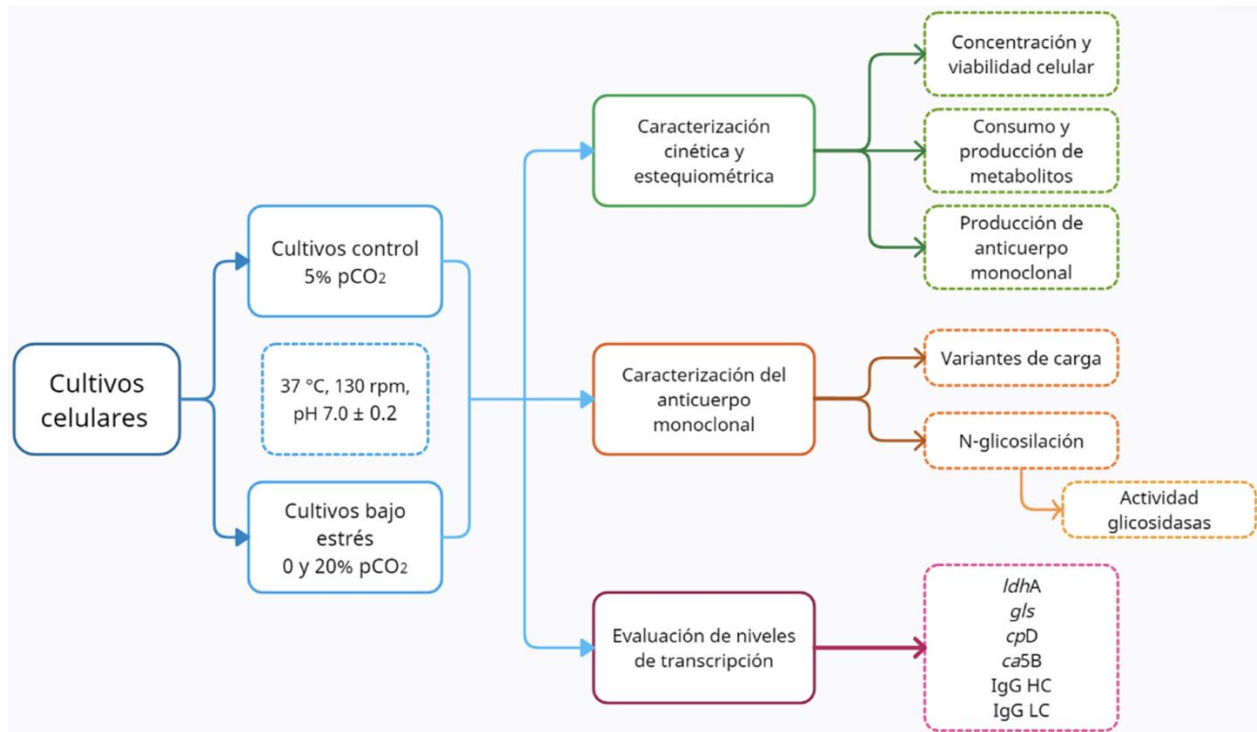 Cultivos
celulares
Cultivos control
5% pCO₂
37 °C, 130 rpm,
pH 7.0 ± 0.2
Cultivos bajo
estrés
0 y 20% pCO₂
Caracterización
cinética y
estequiométrica
Concentración y
viabilidad celular
Consumo y
producción de
metabolitos
Producción de
anticuerpo
monoclonal
Caracterización del
anticuerpo
monoclonal
Variantes de carga
N-glicosilación
Actividad
glicosidasas
Evaluación de niveles
de transcripción
ldhA
gls
cpD
ca5B
IgG HC
IgG LC